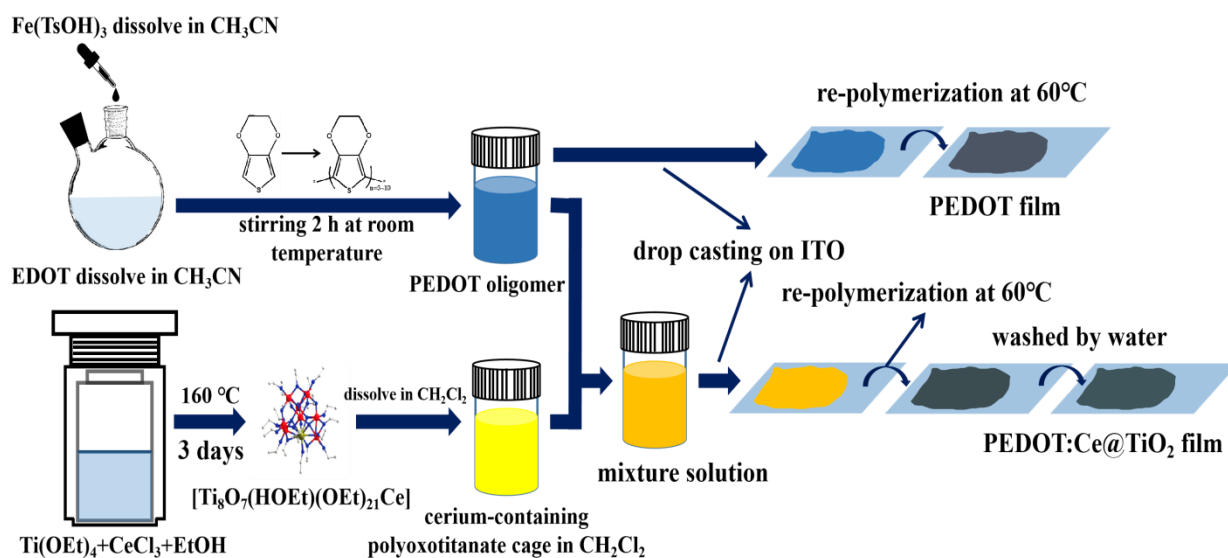 Fe(TsOH)₃ dissolve in CH₃CN
EDOT dissolve in CH₃CN
O
O
S
O
O
S
n=5-10
stirring 2 h at room
temperature
PEDOT oligomer
re-polymerization at 60℃
PEDOT film
drop casting on ITO
re-polymerization at 60℃
washed by water
PEDOT:Ce@TiO₂ film
mixture solution
160 ℃
3 days
[Ti₈O₇(HOEt)(OEt)₂₁Ce]
dissolve in CH₂Cl₂
cerium-containing
polyoxotitanate cage in CH₂Cl₂
Ti(OEt)₄+CeCl₃+EtOH